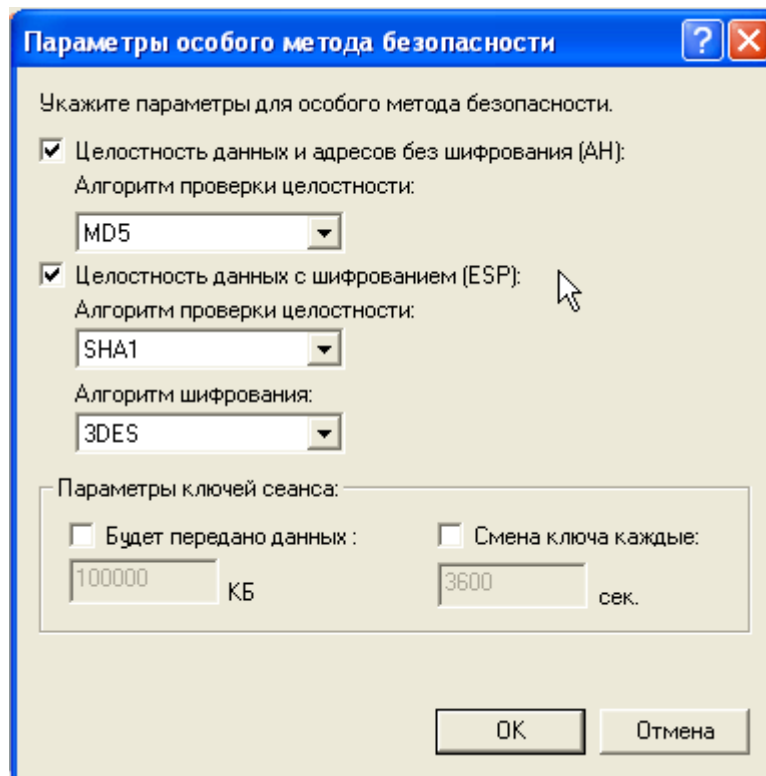 Параметры особого метода безопасности
Укажите параметры для особого метода безопасности.
Целостность данных и адресов без шифрования (AH):
Алгоритм проверки целостности:
MD5
Целостность данных с шифрованием (ESP):
Алгоритм проверки целостности:
SHA1
Алгоритм шифрования:
3DES
Параметры ключей сеанса:
Будет передано данных : Смена ключа каждые:
100000 КБ 3600 сек.
OK Отмена